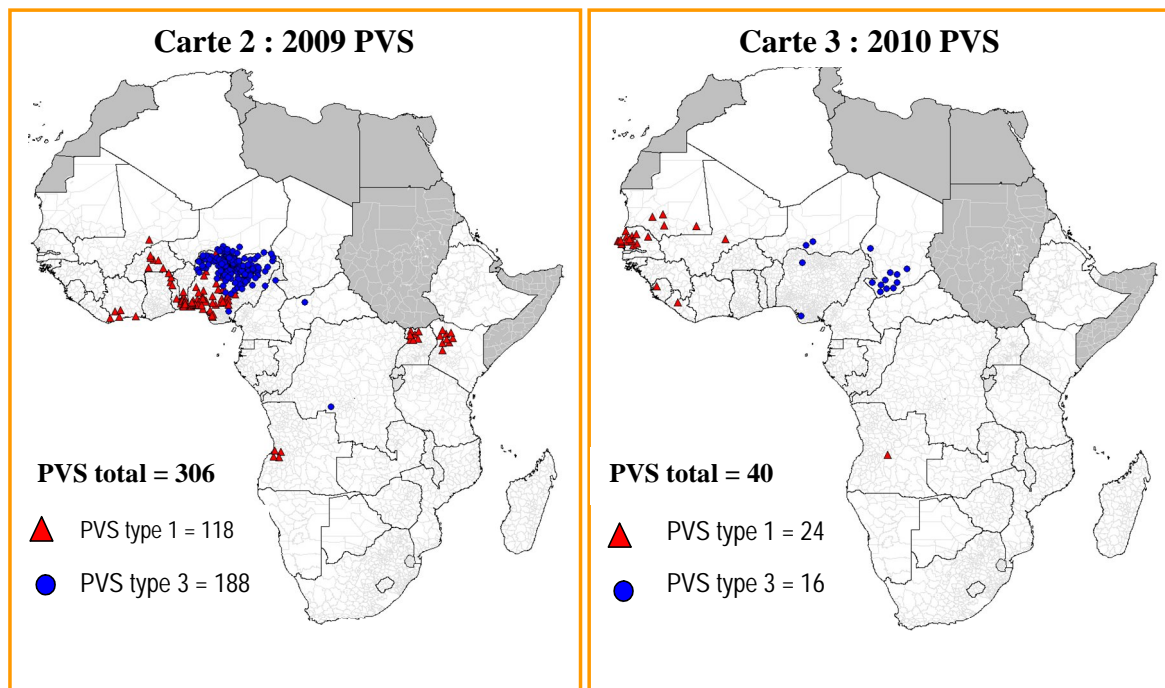 Carte 2 : 2009 PVS
PVS total = 306
PVS type 1 = 118
PVS type 3 = 188
Carte 3 : 2010 PVS
PVS total = 40
PVS type 1 = 24
PVS type 3 = 16